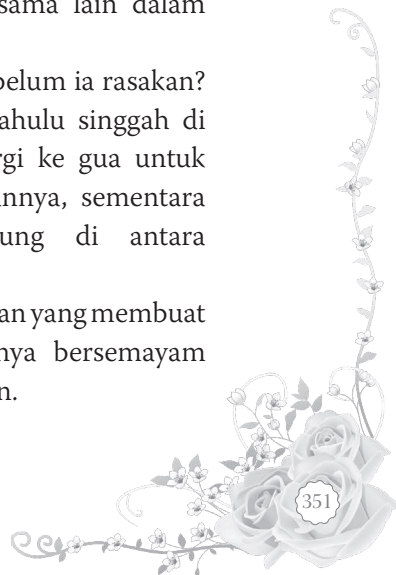 sama lain dalam
belum ia rasakan?
ahulu singgah di
rgi ke gua untuk
nnya, sementara
ung di antara
an yang membuat
nya bersemayam
n.
351